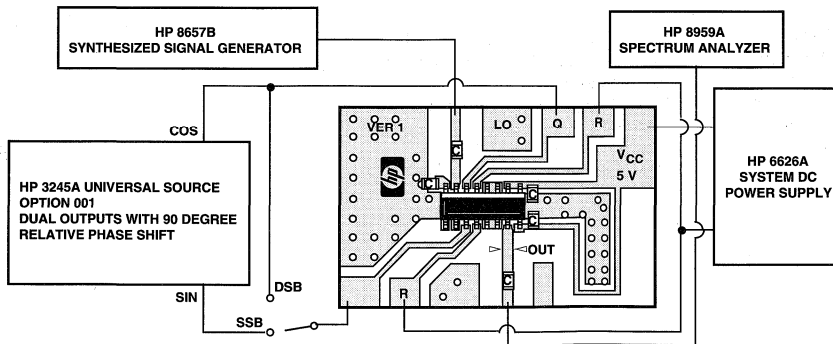 HP 8657B
SYNTHESIZED SIGNAL GENERATOR
HP 8959A
SPECTRUM ANALYZER
COS
HP 3245A UNIVERSAL SOURCE
OPTION 001
DUAL OUTPUTS WITH 90 DEGREE
RELATIVE PHASE SHIFT
SIN
DSB
SSB
VER 1
LO
Q
R
C
hp
C
C
C
VCC
5 V
OUT
C
R
HP 6626A
SYSTEM DC
POWER SUPPLY